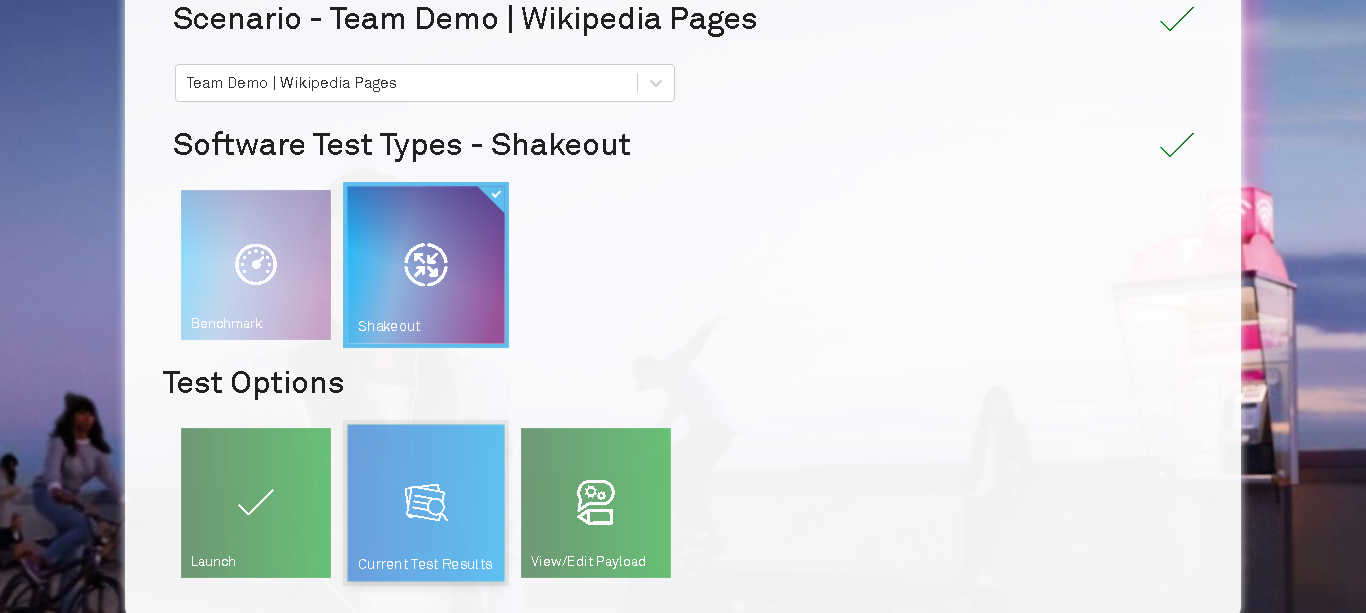 Scenario - Team Demo | Wikipedia Pages
Team Demo | Wikipedia Pages
Software Test Types - Shakeout
Benchmark
Shakeout
Test Options
Launch
Current Test Results
View/Edit Payload